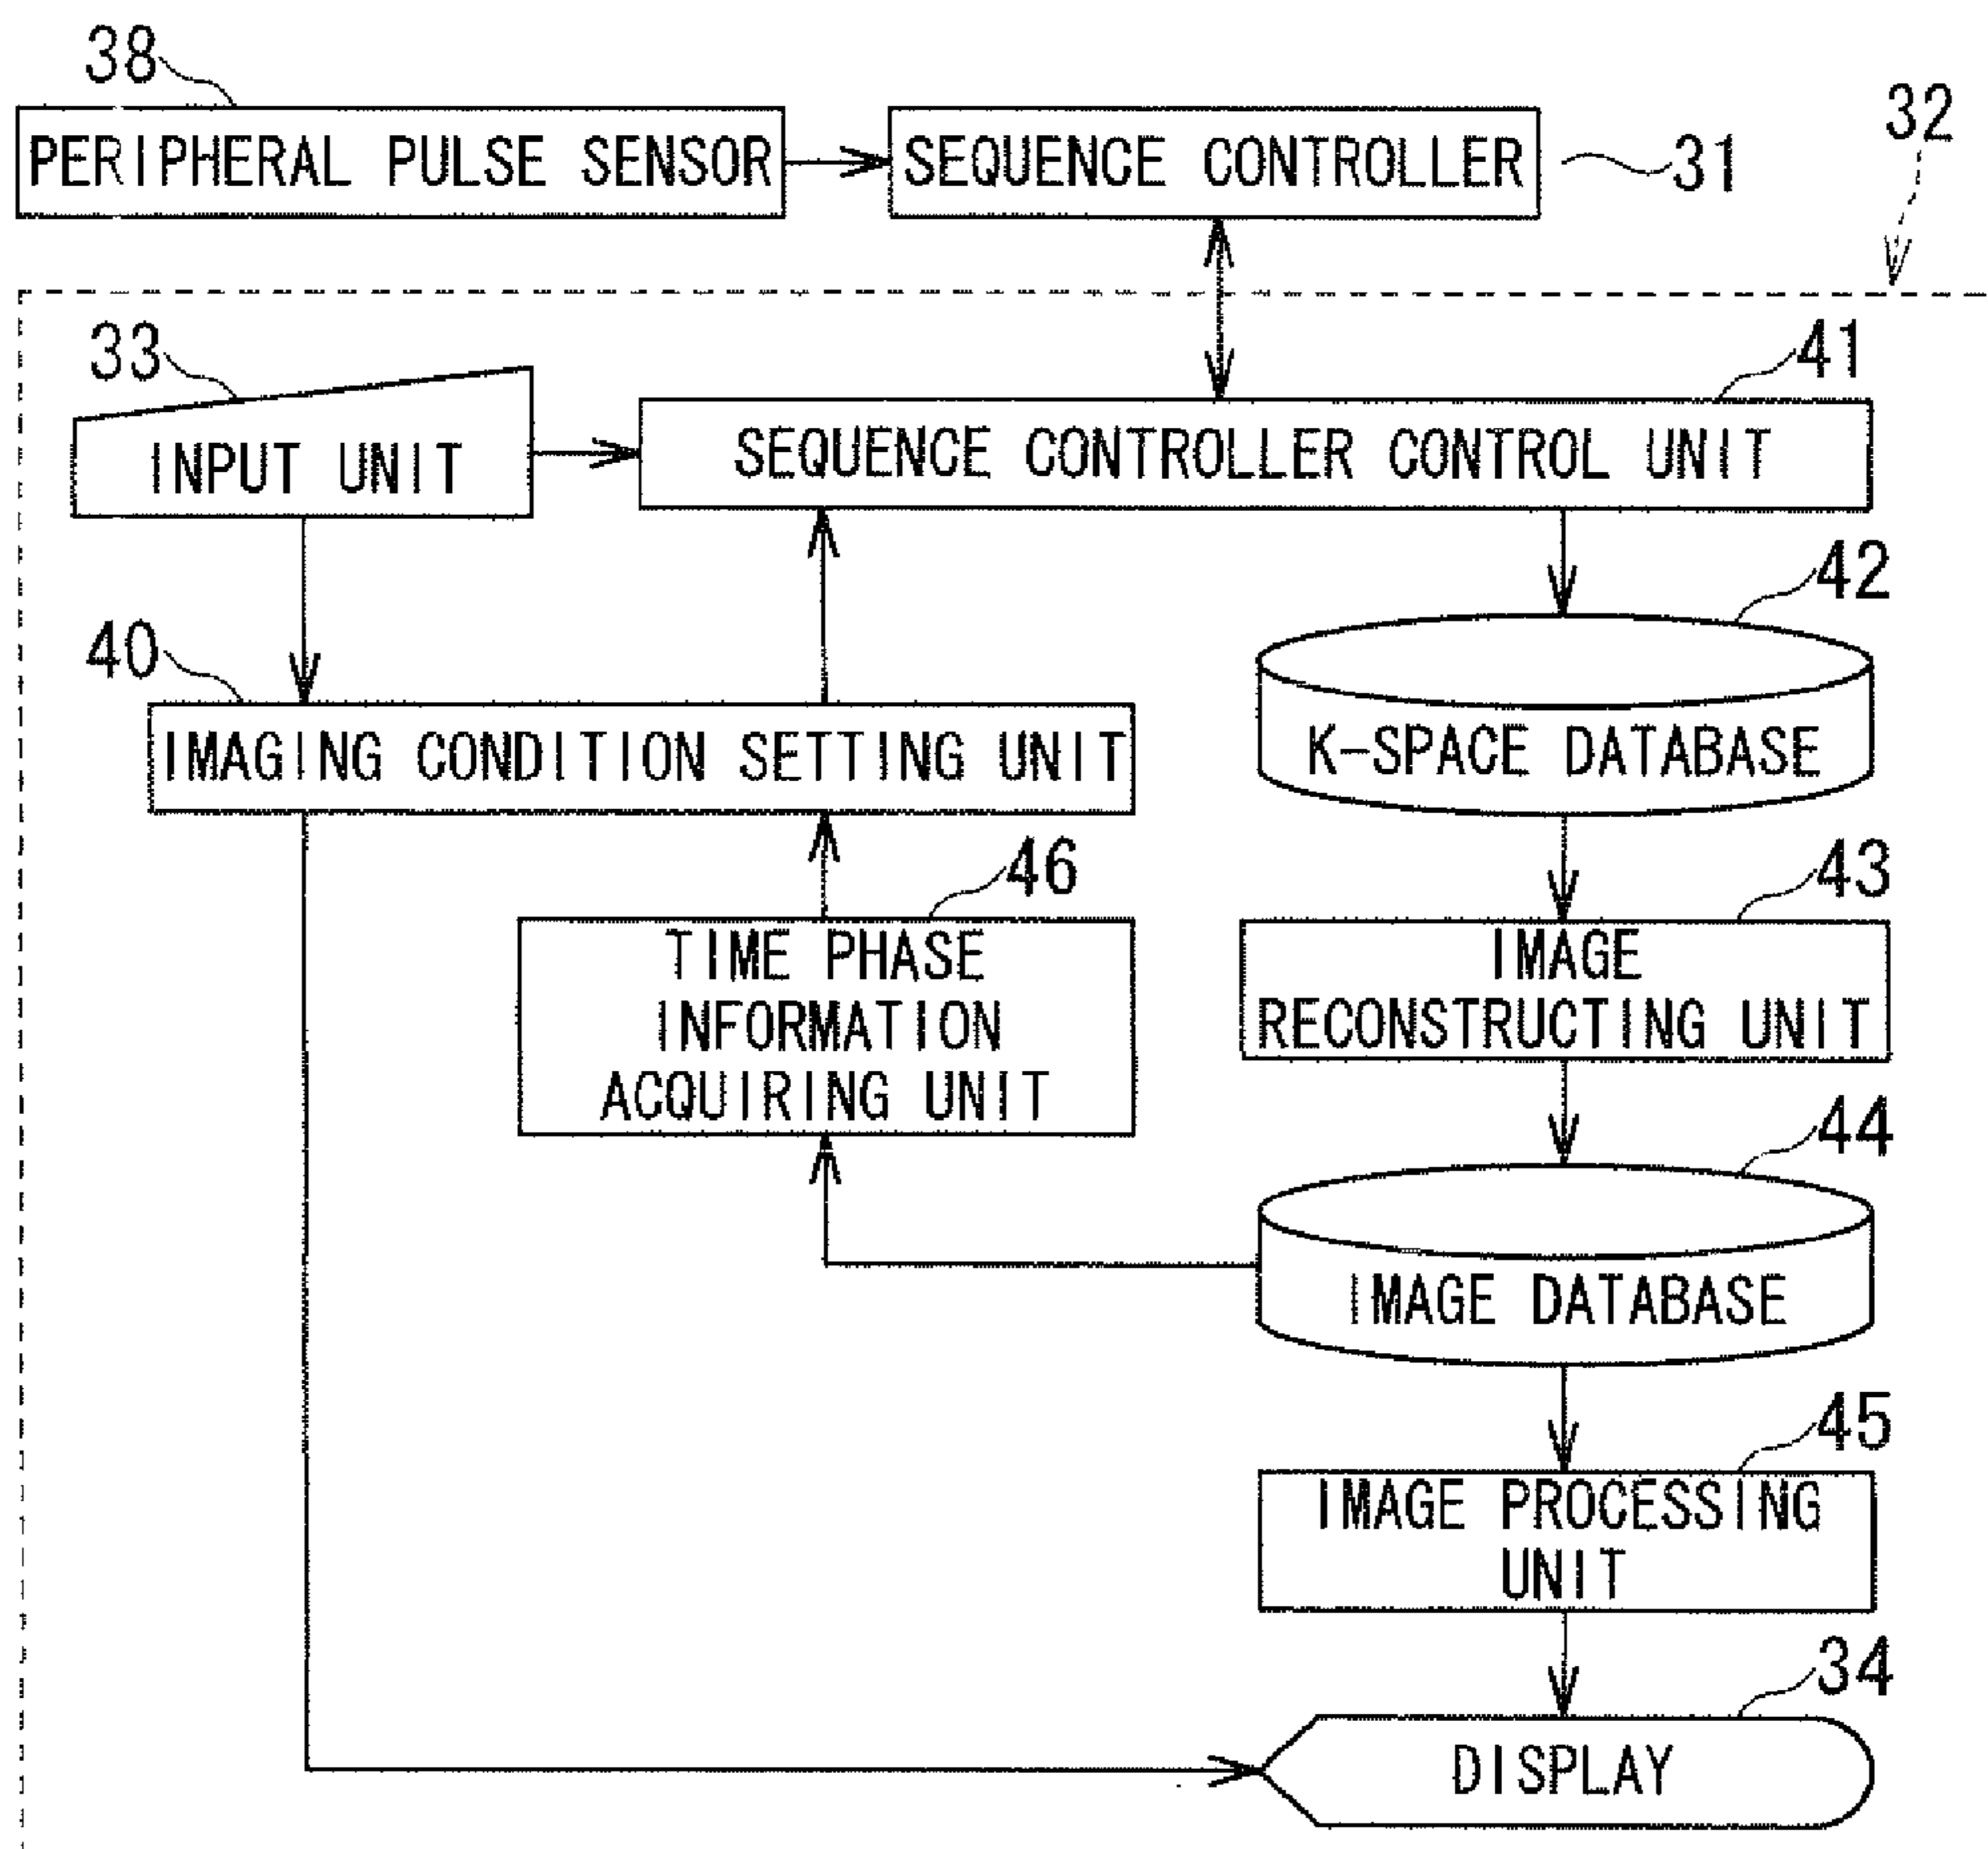 38
PERIPHERAL PULSE SENSOR
SEQUENCE CONTROLLER
31
32
33
INPUT UNIT
41
SEQUENCE CONTROLLER CONTROL UNIT
42
K-SPACE DATABASE
40
IMAGING CONDITION SETTING UNIT
46
TIME PHASE
INFORMATION
ACQUIRING UNIT
43
IMAGE
RECONSTRUCTING UNIT
44
IMAGE DATABASE
45
IMAGE PROCESSING
UNIT
34
DISPLAY